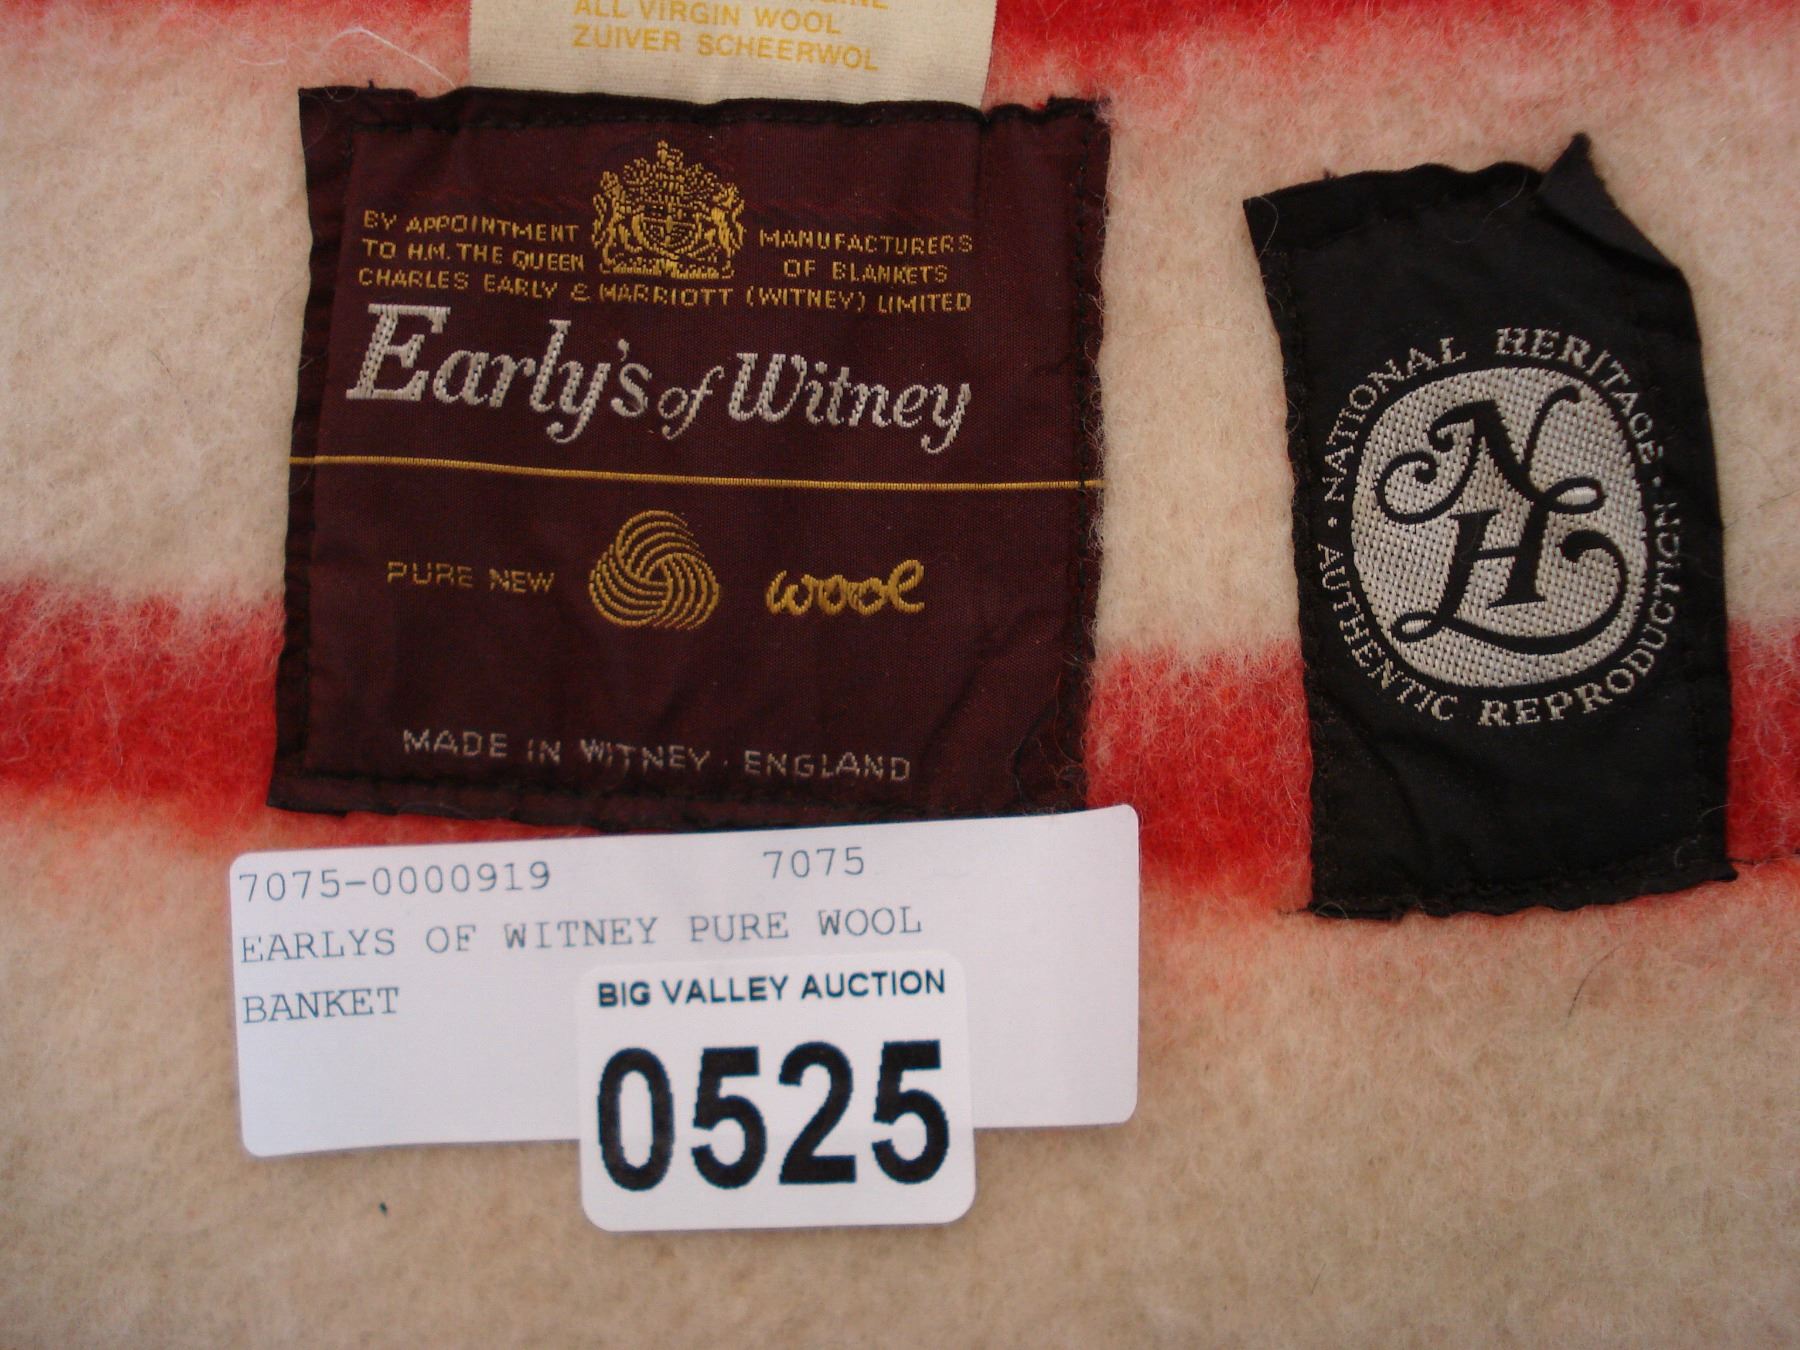 ALL VIRGIN WOOL
ZUIVER SCHEERWOL
BY APPOINTMENT MANUFACTURERS
TO H.M. THE QUEEN OF BLANKETS
CHARLES EARLY & MARRIOTT (WITNEY) LIMITED
Early's of Witney
PURE NEW wool
MADE IN WITNEY · ENGLAND
· NATIONAL HERITAGE ·
NH
AUTHENTIC REPRODUCTION
7075-0000919 7075
EARLYS OF WITNEY PURE WOOL
BANKET
BIG VALLEY AUCTION
0525